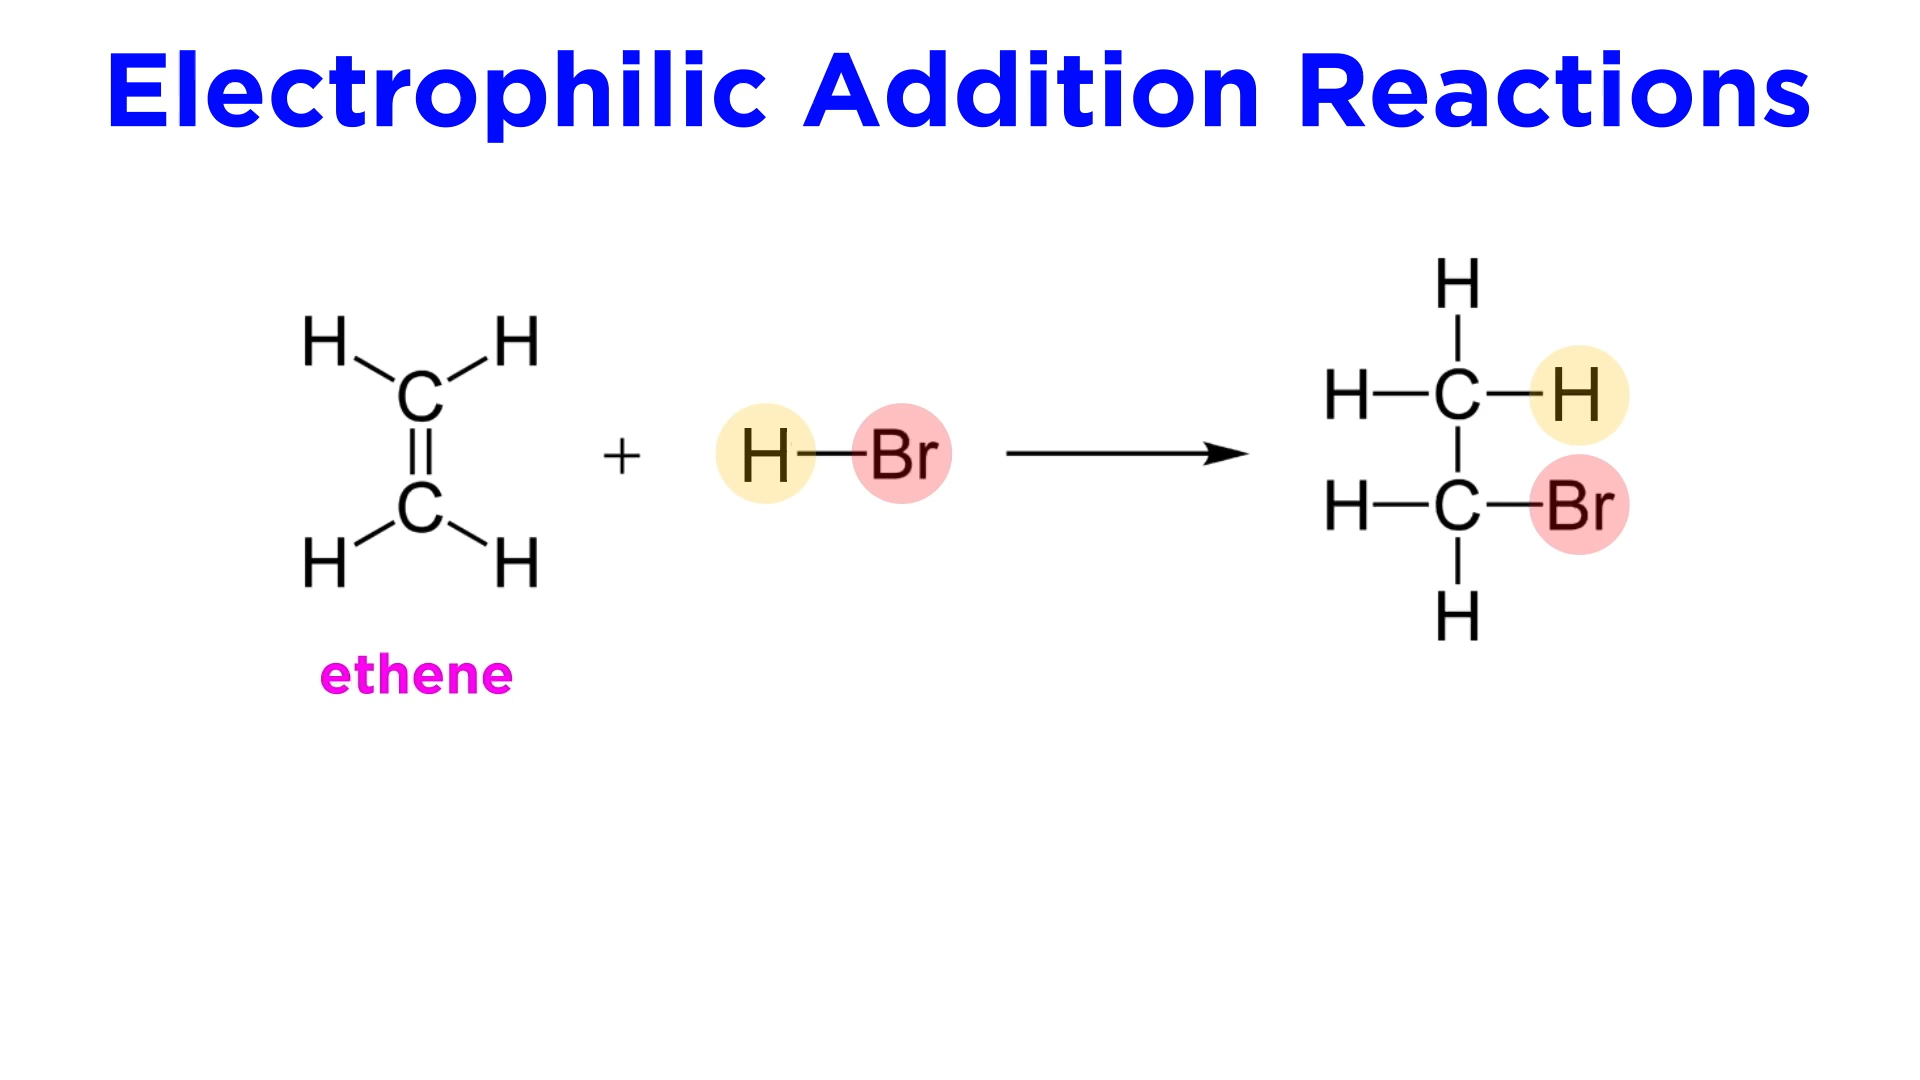 Electrophilic Addition Reactions
H
H H H C H
C
+ H Br
C
H H H C Br
H
ethene